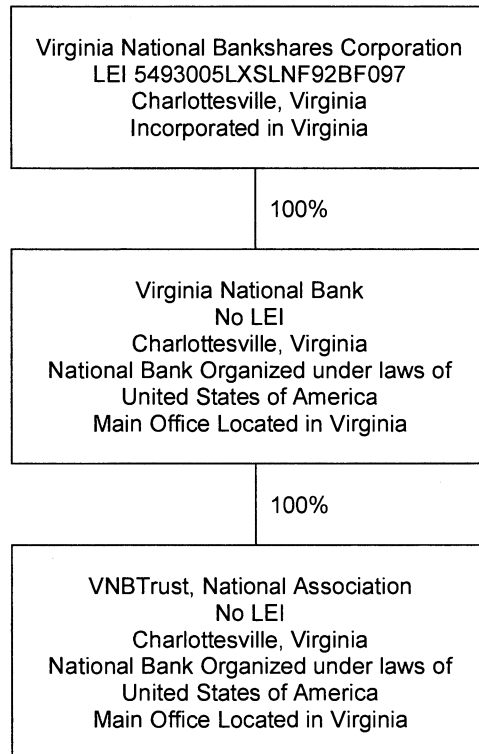 Virginia National Bankshares Corporation
LEI 5493005LXSLNF92BF097
Charlottesville, Virginia
Incorporated in Virginia
100%
Virginia National Bank
No LEI
Charlottesville, Virginia
National Bank Organized under laws of
United States of America
Main Office Located in Virginia
100%
VNBTrust, National Association
No LEI
Charlottesville, Virginia
National Bank Organized under laws of
United States of America
Main Office Located in Virginia